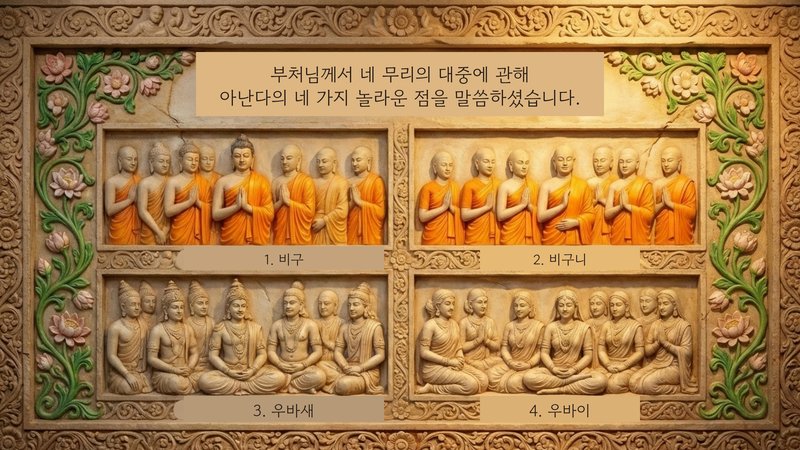 부처님께서 네 무리의 대중에 관해
아난다의 네 가지 놀라운 점을 말씀하셨습니다.
1. 비구
2. 비구니
3. 우바새
4. 우바이